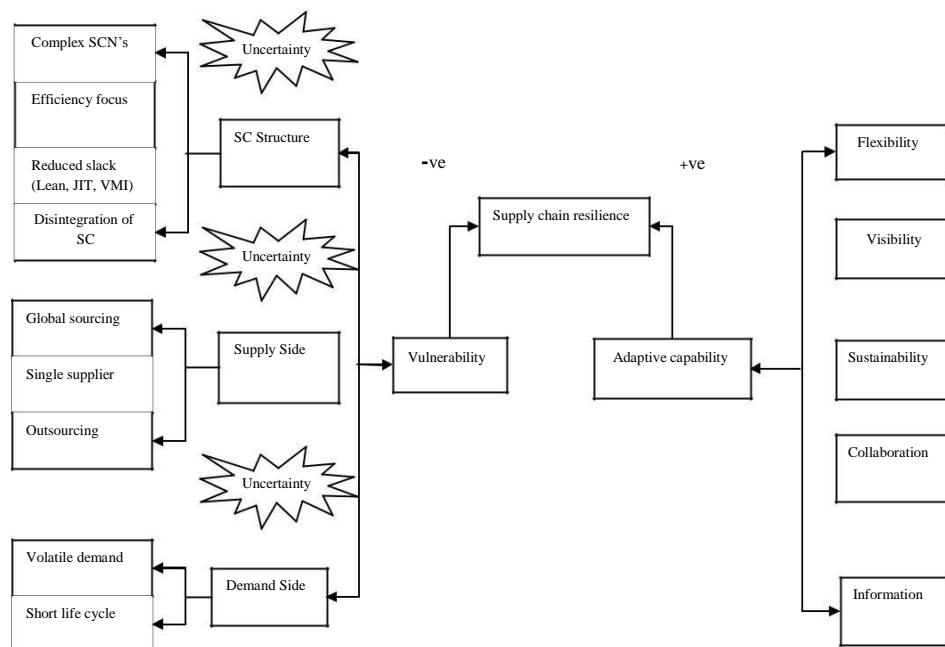 Complex SCN's
Efficiency focus
Reduced slack
(Lean, JIT, VMI)
Disintegration of
SC
Uncertainty
SC Structure
Uncertainty
Global sourcing
Single supplier
Outsourcing
Supply Side
Uncertainty
Volatile demand
Short life cycle
Demand Side
-ve
+ve
Supply chain resilience
Vulnerability
Adaptive capability
Flexibility
Visibility
Sustainability
Collaboration
Information